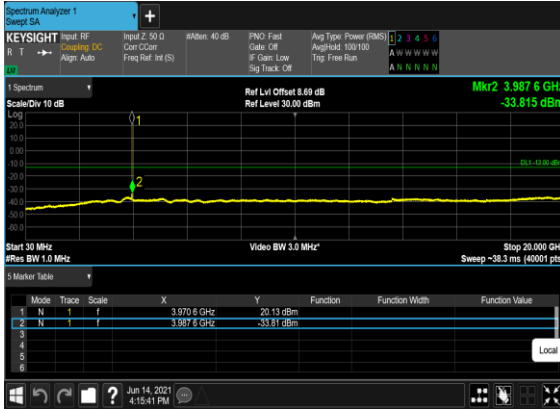 Spectrum Analyzer 1
Swept SA
+
KEYSIGHT Input: RF Input Z: 50 Ω #Atten: 40 dB PNO: Fast Avg Type: Power (RMS) 1 2 3 4 5 6
R T Coupling: DC Corr CCorr Gate: Off Avg|Hold: 100/100 A W W W W W
Align: Auto Freq Ref: Int (S) IF Gain: Low Trig: Free Run
Sig Track: Off A N N N N N
1 Spectrum
Ref Lvl Offset 8.69 dB Mkr2 3.987 6 GHz
Scale/Div 10 dB Ref Level 30.00 dBm -33.815 dBm
Log
20.0
10.0
0.00
-10.0
-20.0
-30.0
-40.0
-50.0
-60.0
1
2
DL1 -13.00 dBm
Start 30 MHz Video BW 3.0 MHz* Stop 20.000 GH
#Res BW 1.0 MHz Sweep ~38.3 ms (40001 pts
5 Marker Table
Mode Trace Scale X Y Function Function Width Function Value
1 N 1 f 3.970 6 GHz 20.13 dBm
2 N 1 f 3.987 6 GHz -33.81 dBm
3
4
5
6
Local
? Jun 14, 2021
4:15:41 PM